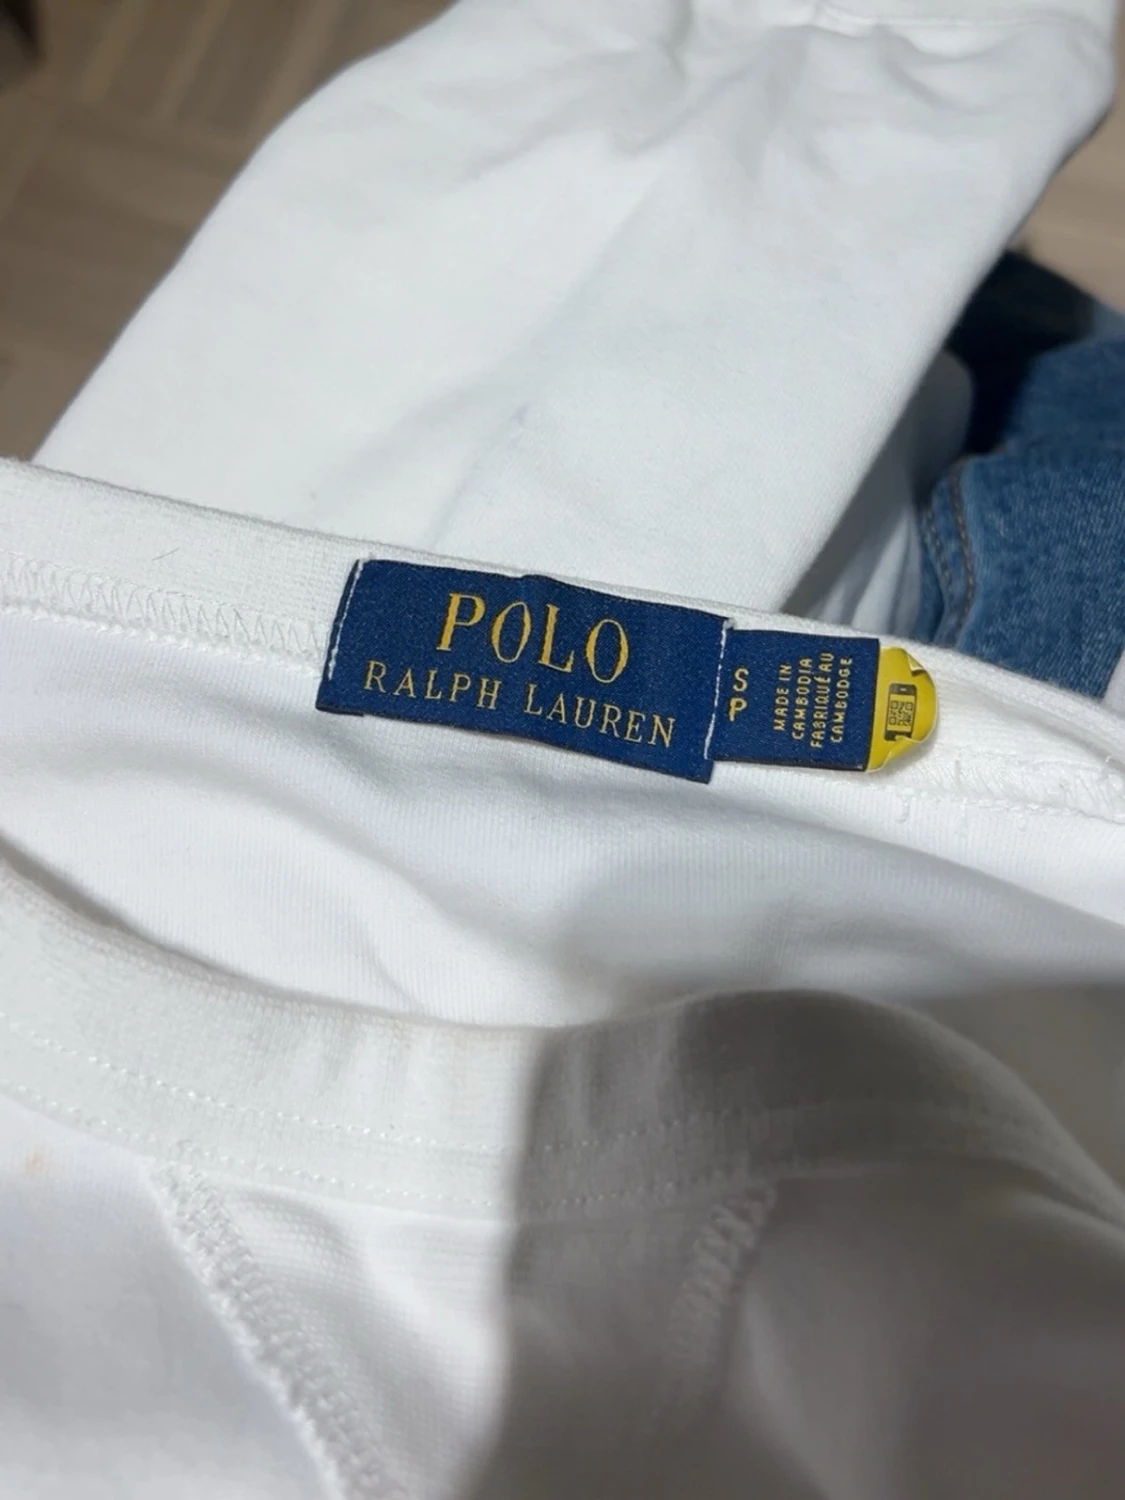 POLO
RALPH LAUREN
S
P
MADE IN
CAMBODIA
FABRIQUÉ AU
CAMBODGE